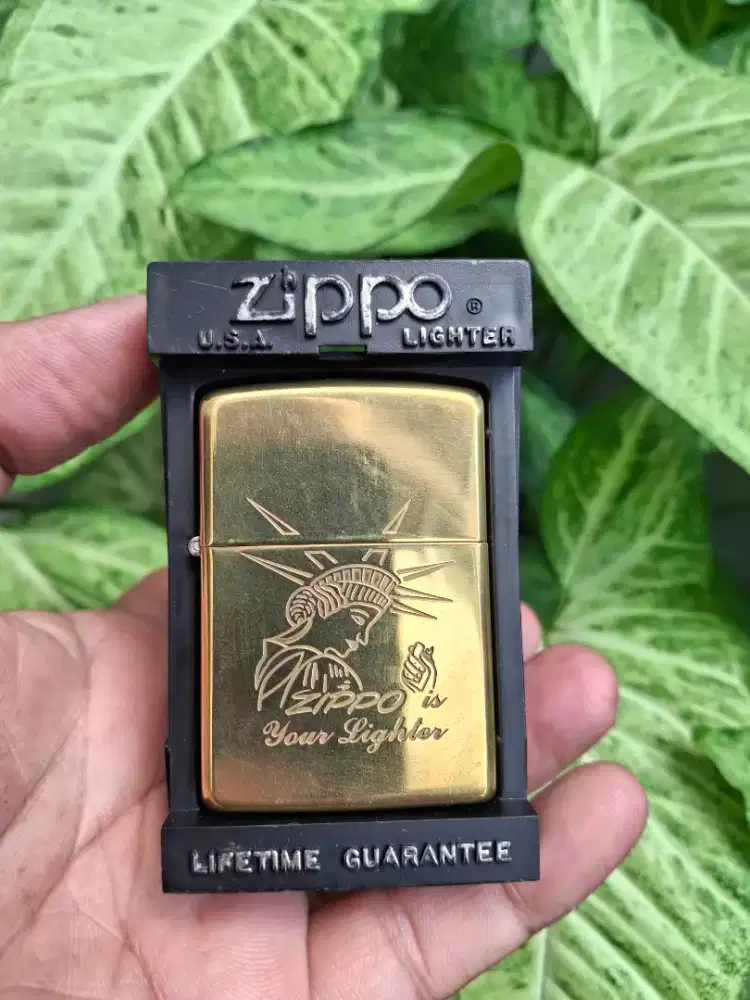 Zippo ®
U.S.A. LIGHTER
ZIPPO is
Your Lighter
LIFETIME GUARANTEE